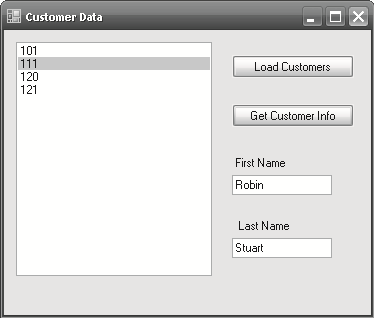 Customer Data
101
111
120
121
Load Customers
Get Customer Info
First Name
Robin
Last Name
Stuart